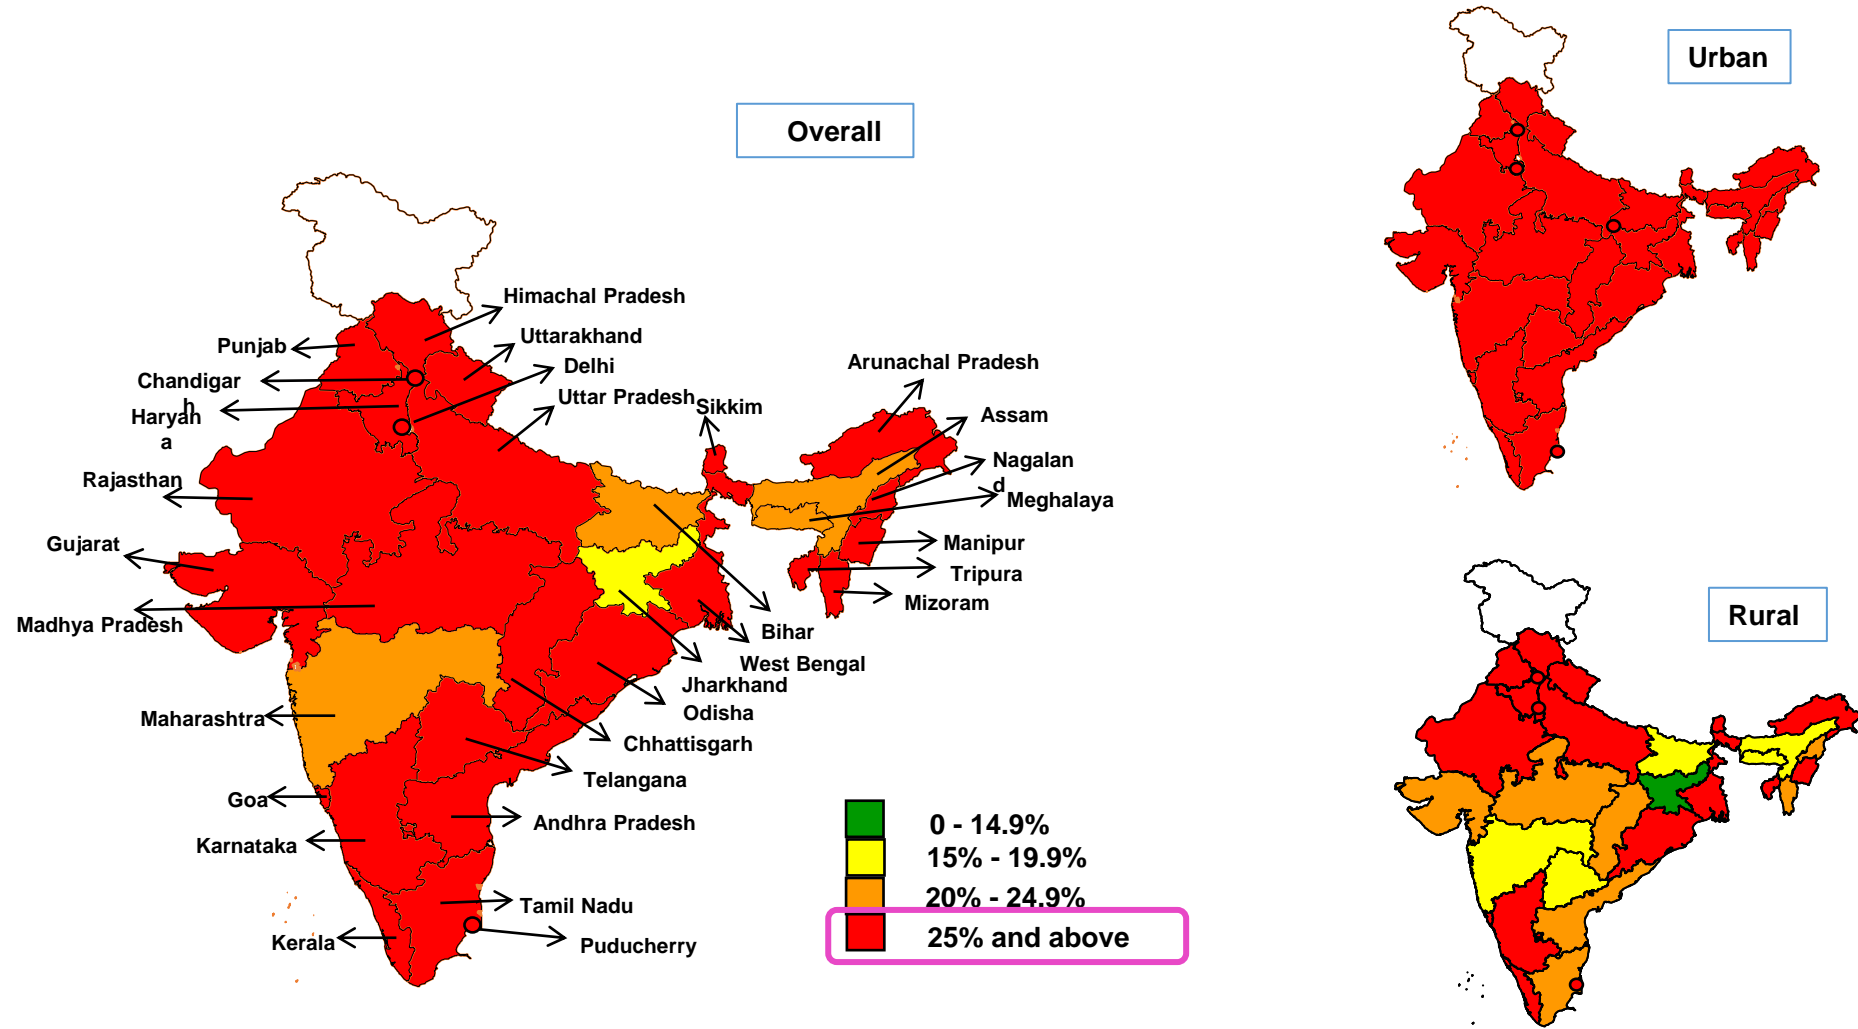 Urban
Overall
Himachal Pradesh
Uttarakhand
Punjab
Delhi
Arunachal Pradesh
Chandigar
h
Uttar Pradesh
Sikkim
Haryan
a
Assam
Nagalan
d
Rajasthan
Meghalaya
Gujarat
Manipur
Tripura
Mizoram
Madhya Pradesh
Bihar
West Bengal
Jharkhand
Odisha
Rural
Maharashtra
Chhattisgarh
Telangana
Goa
Andhra Pradesh
Karnataka
Tamil Nadu
Kerala
Puducherry
0 - 14.9%
15% - 19.9%
20% - 24.9%
25% and above